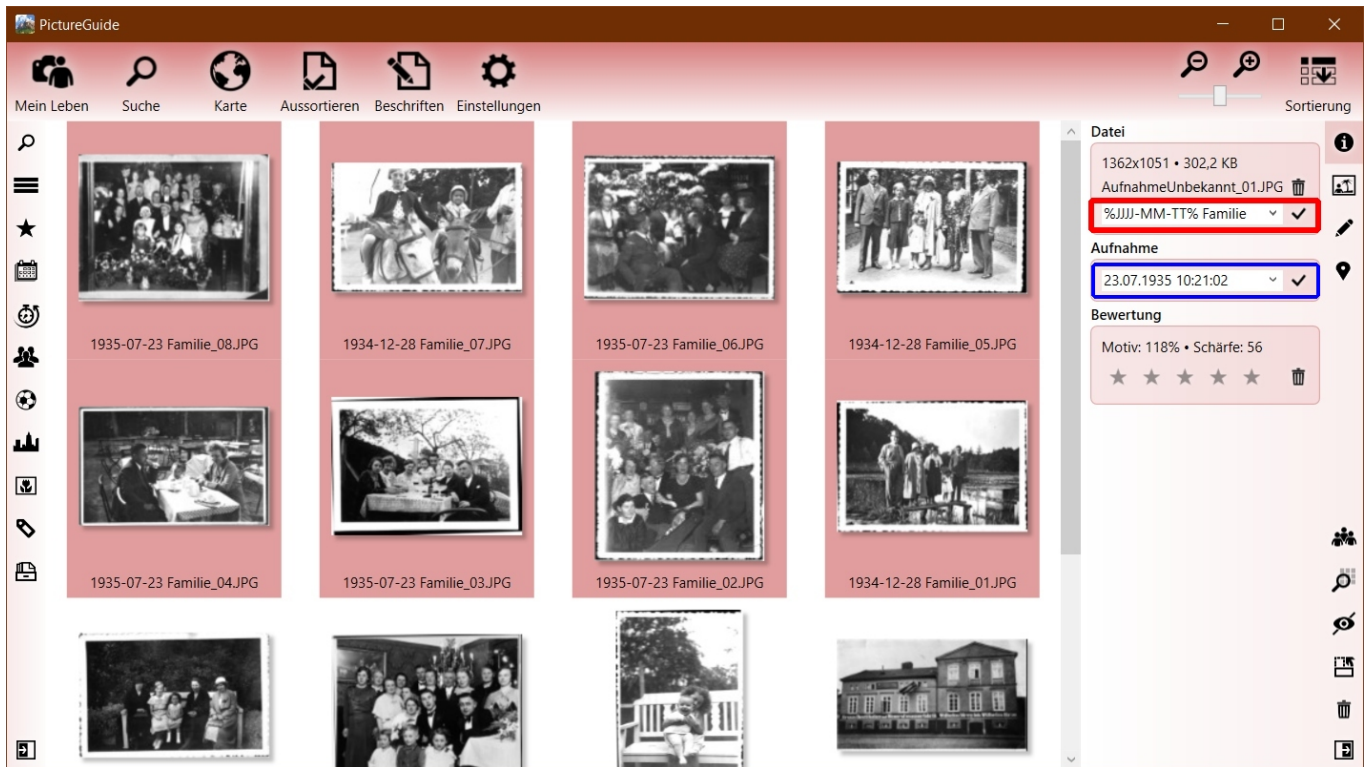 PictureGuide
Mein Leben
Suche
Karte
Aussortieren
Beschriften
Einstellungen
Sortierung
1935-07-23 Familie_08.JPG
1934-12-28 Familie_07.JPG
1935-07-23 Familie_06.JPG
1934-12-28 Familie_05.JPG
1935-07-23 Familie_04.JPG
1935-07-23 Familie_03.JPG
1935-07-23 Familie_02.JPG
1934-12-28 Familie_01.JPG
Datei
1362x1051 • 302,2 KB
AufnahmeUnbekannt_01.JPG
%JJJJ-MM-TT% Familie
Aufnahme
23.07.1935 10:21:02
Bewertung
Motiv: 118% • Schärfe: 56